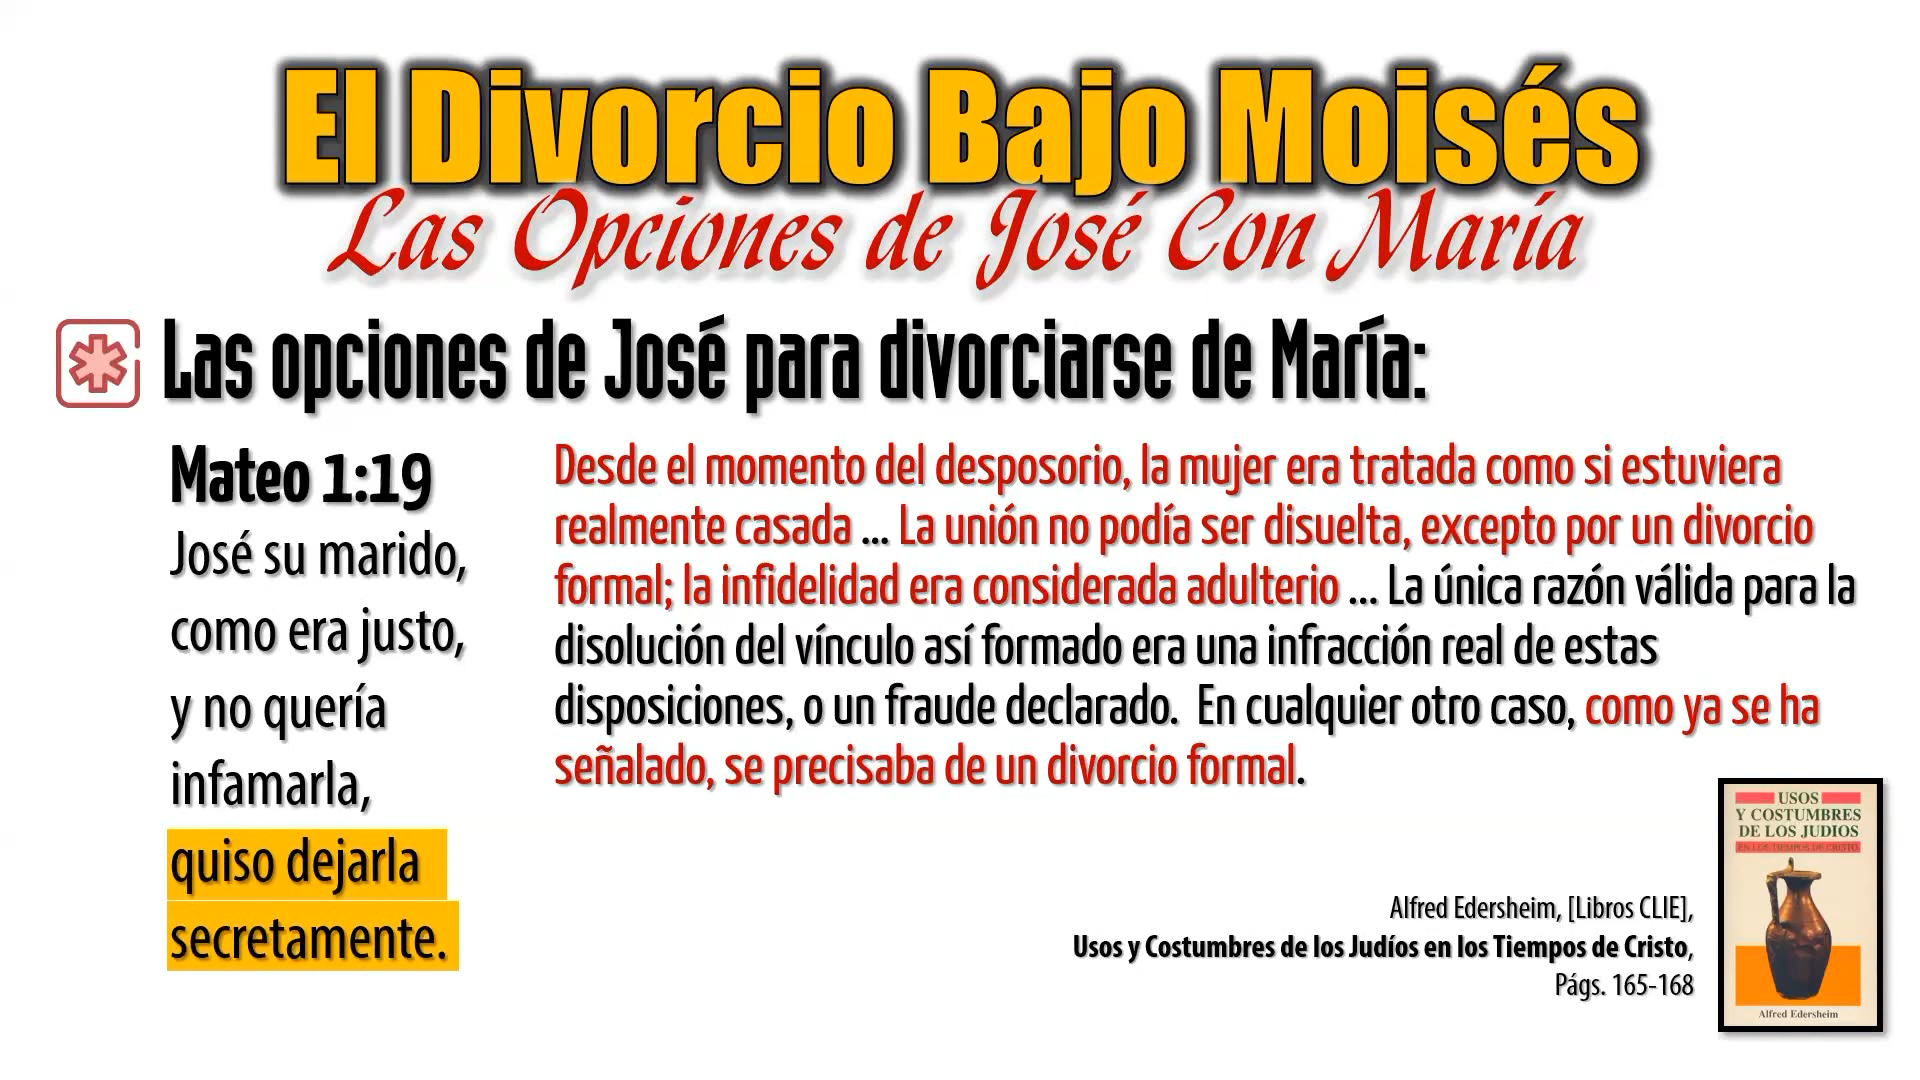 El Divorcio Bajo Moisés
Las Opciones de José Con María
Las opciones de José para divorciarse de María:
Mateo 1:19
José su marido,
como era justo,
y no quería
infamarla,
quiso dejarla
secretamente.
Desde el momento del desposorio, la mujer era tratada como si estuviera
realmente casada ... La unión no podía ser disuelta, excepto por un divorcio
formal; la infidelidad era considerada adulterio ... La única razón válida para la
disolución del vínculo así formado era una infracción real de estas
disposiciones, o un fraude declarado.  En cualquier otro caso, como ya se ha
señalado, se precisaba de un divorcio formal.
Alfred Edersheim, [Libros CLIE],
Usos y Costumbres de los Judíos en los Tiempos de Cristo,
Págs. 165-168
USOS
Y COSTUMBRES
DE LOS JUDIOS
EN LOS TIEMPOS DE CRISTO
Alfred Edersheim